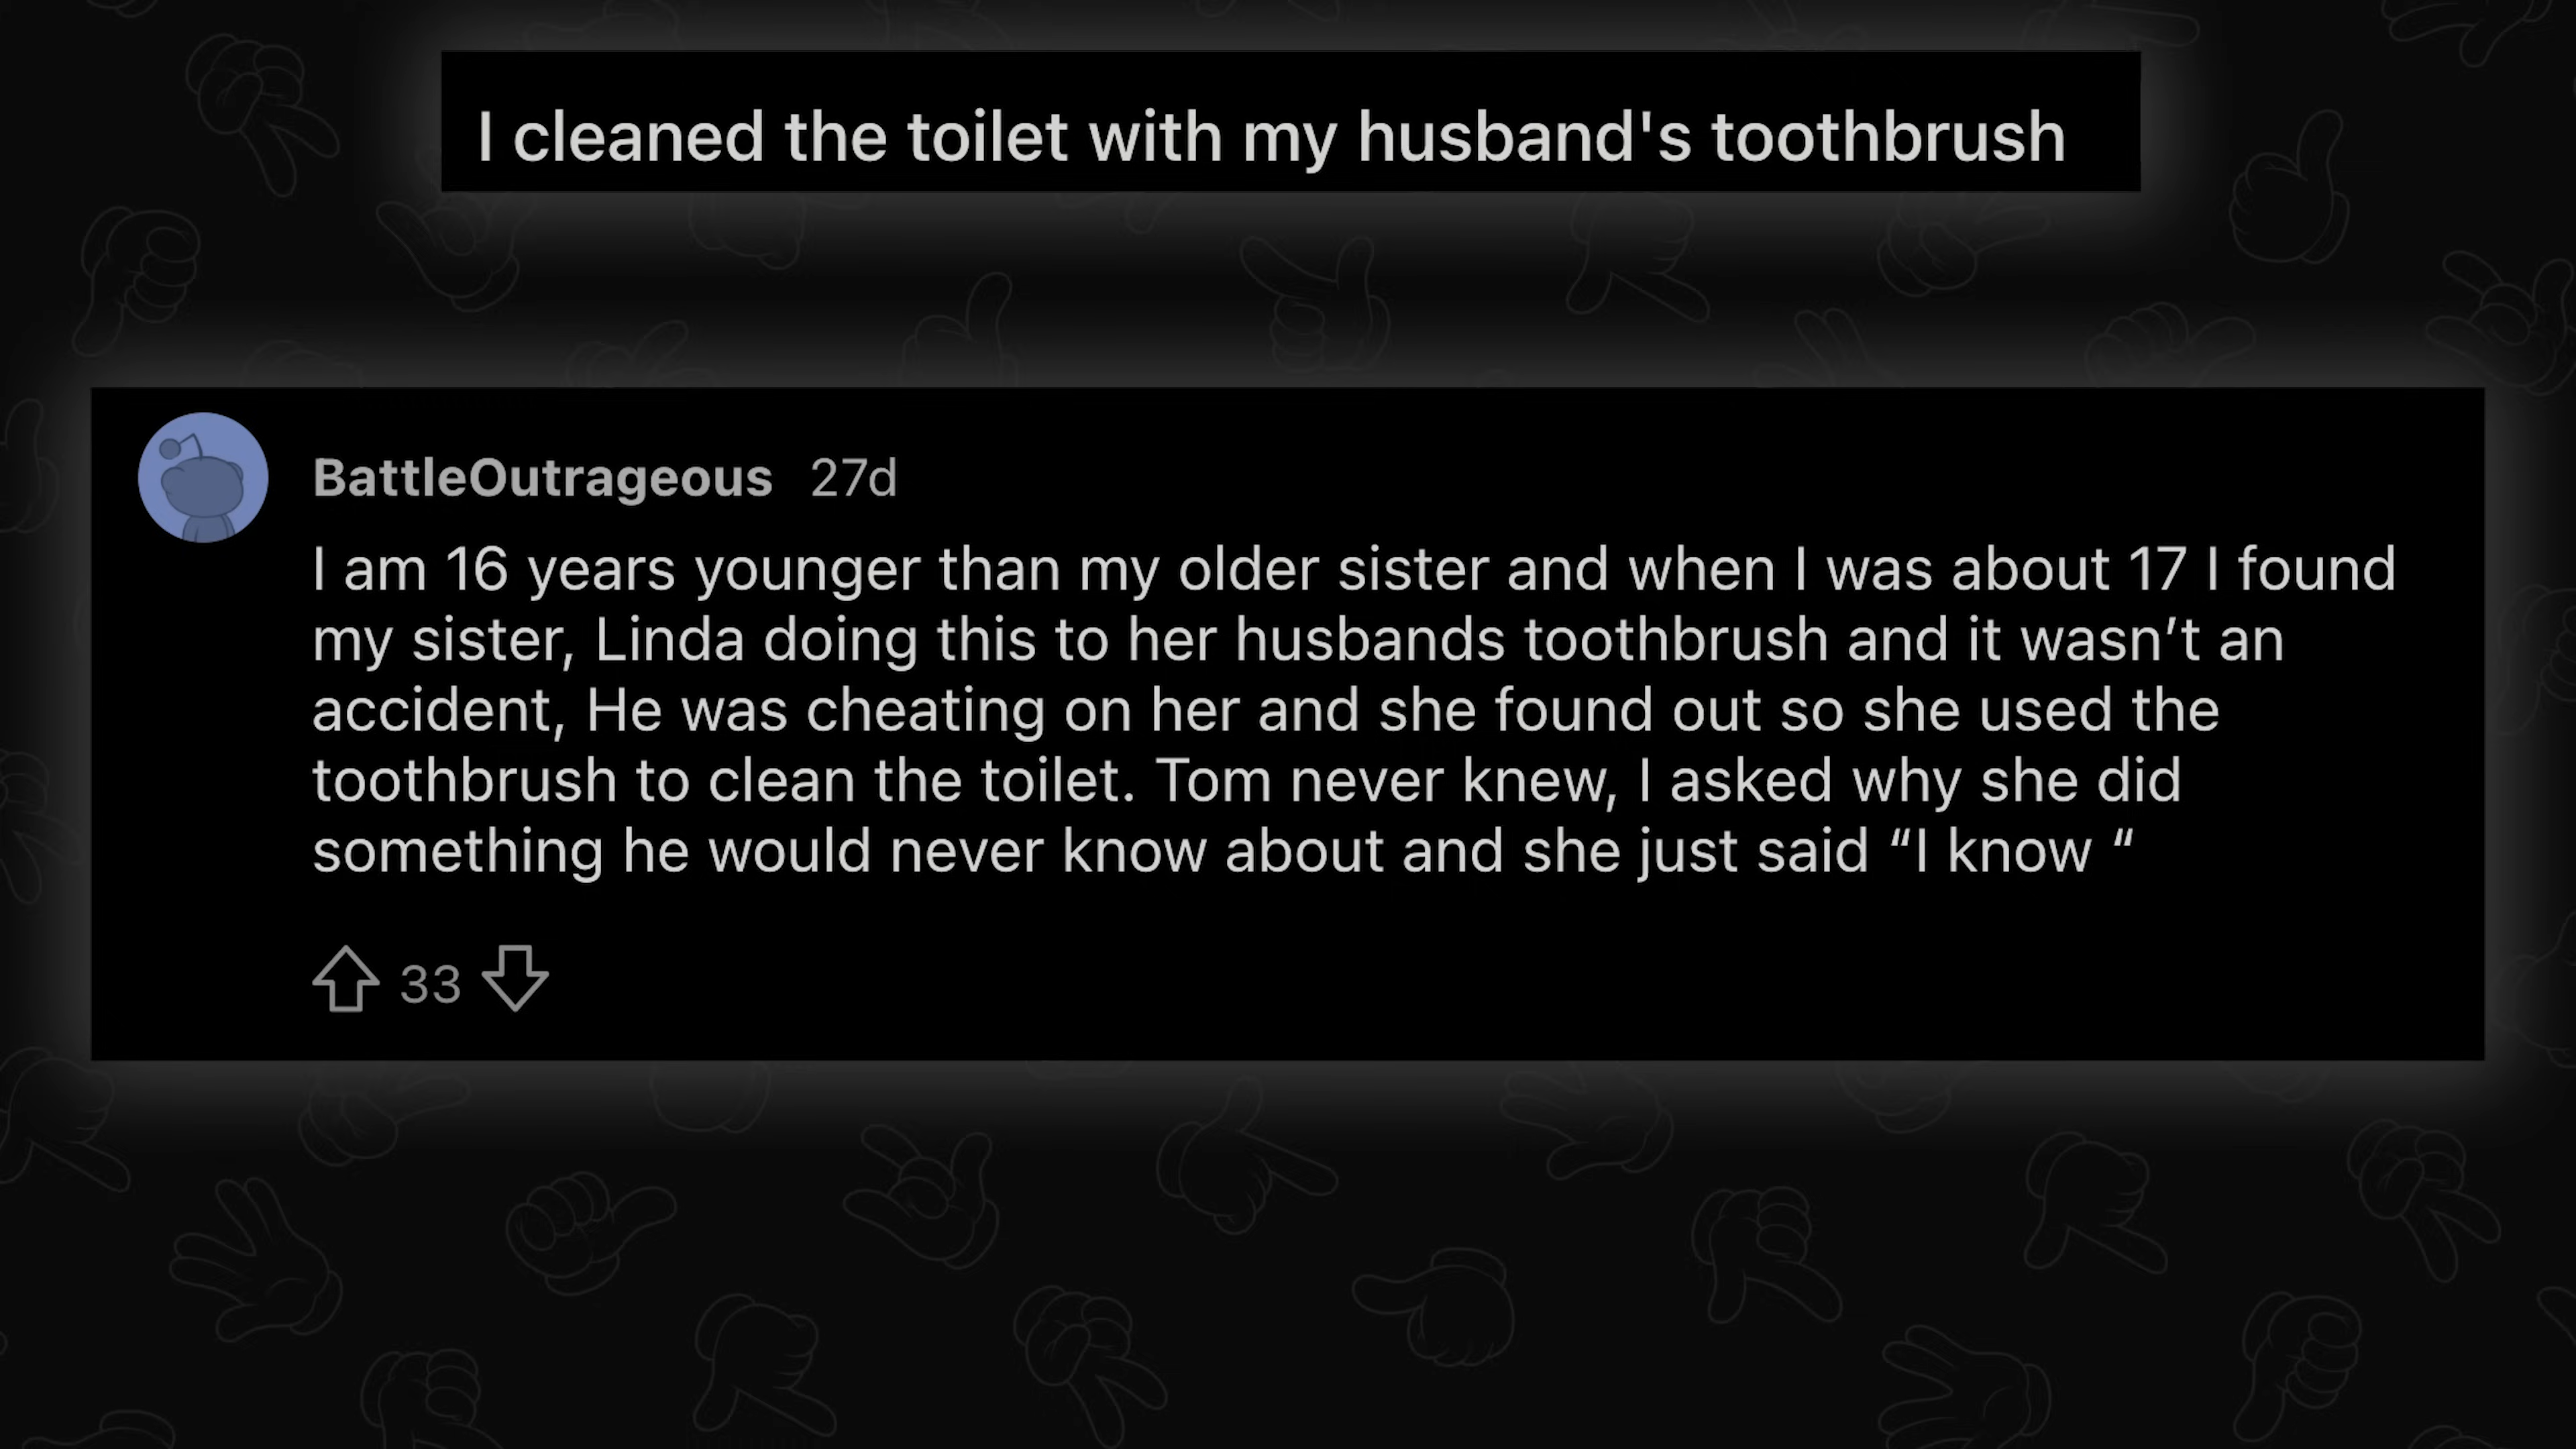 I cleaned the toilet with my husband's toothbrush
BattleOutrageous 27d
I am 16 years younger than my older sister and when I was about 17 I found
my sister, Linda doing this to her husbands toothbrush and it wasn’t an
accident, He was cheating on her and she found out so she used the
toothbrush to clean the toilet. Tom never knew, I asked why she did
something he would never know about and she just said “I know “
33